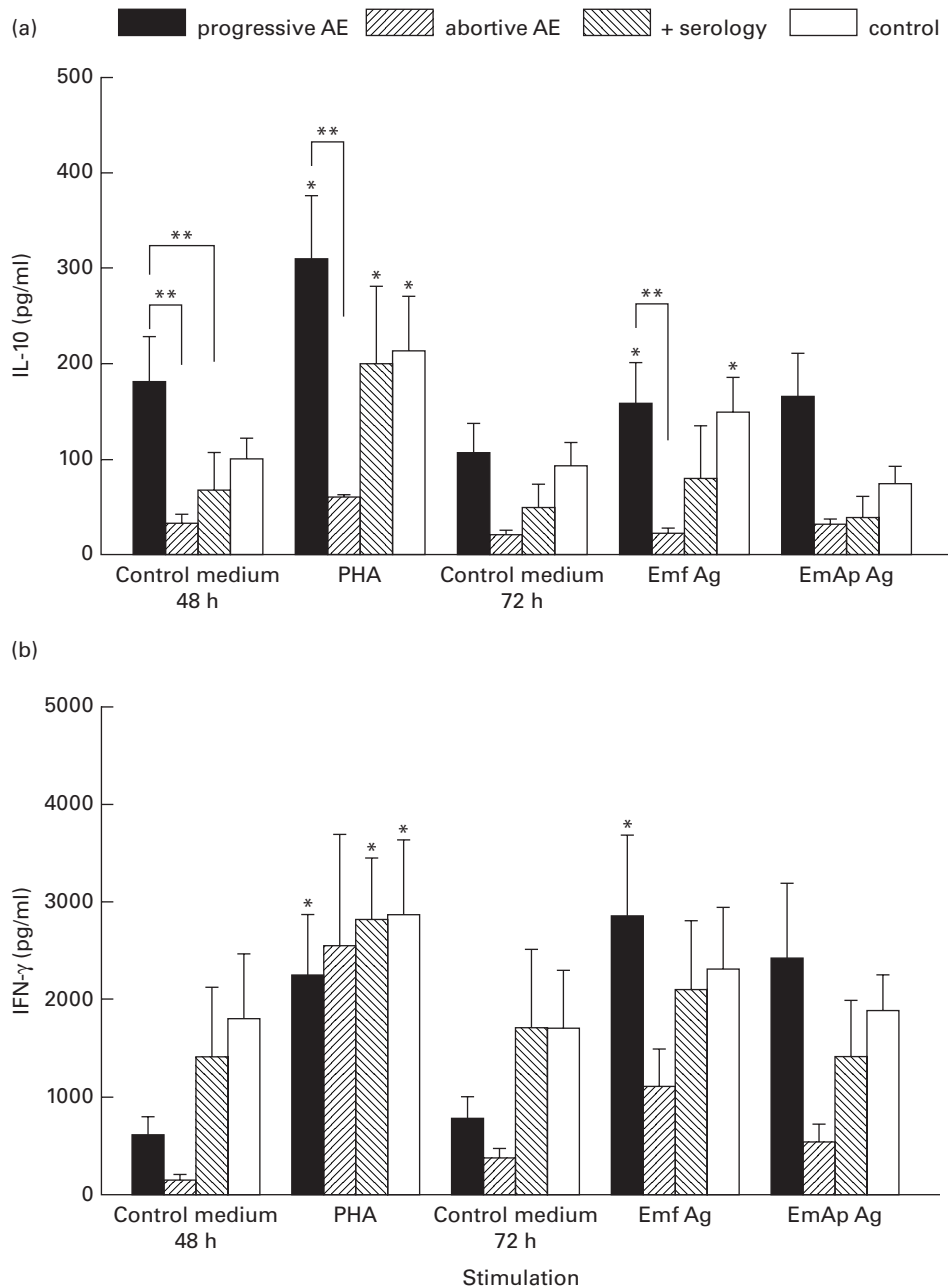 (a) progressive AE abortive AE + serology control
500
400
300
200
100
0
IL-10 (pg/ml)
** ** * ** * * * ** *
Control medium 48 h
PHA
Control medium 72 h
Emf Ag
EmAp Ag
(b)
5000
4000
3000
2000
1000
0
IFN-γ (pg/ml)
* * * *
Control medium 48 h
PHA
Control medium 72 h
Emf Ag
EmAp Ag
Stimulation